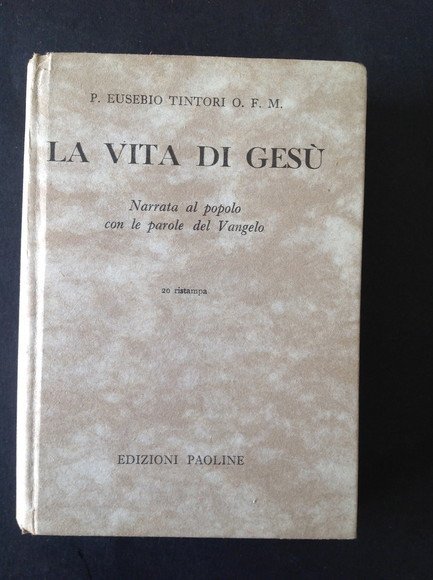 P. EUSEBIO TINTORI O. F. M.
LA VITA DI GESÙ
Narrata al popolo
con le parole del Vangelo
20 ristampa
EDIZIONI PAOLINE